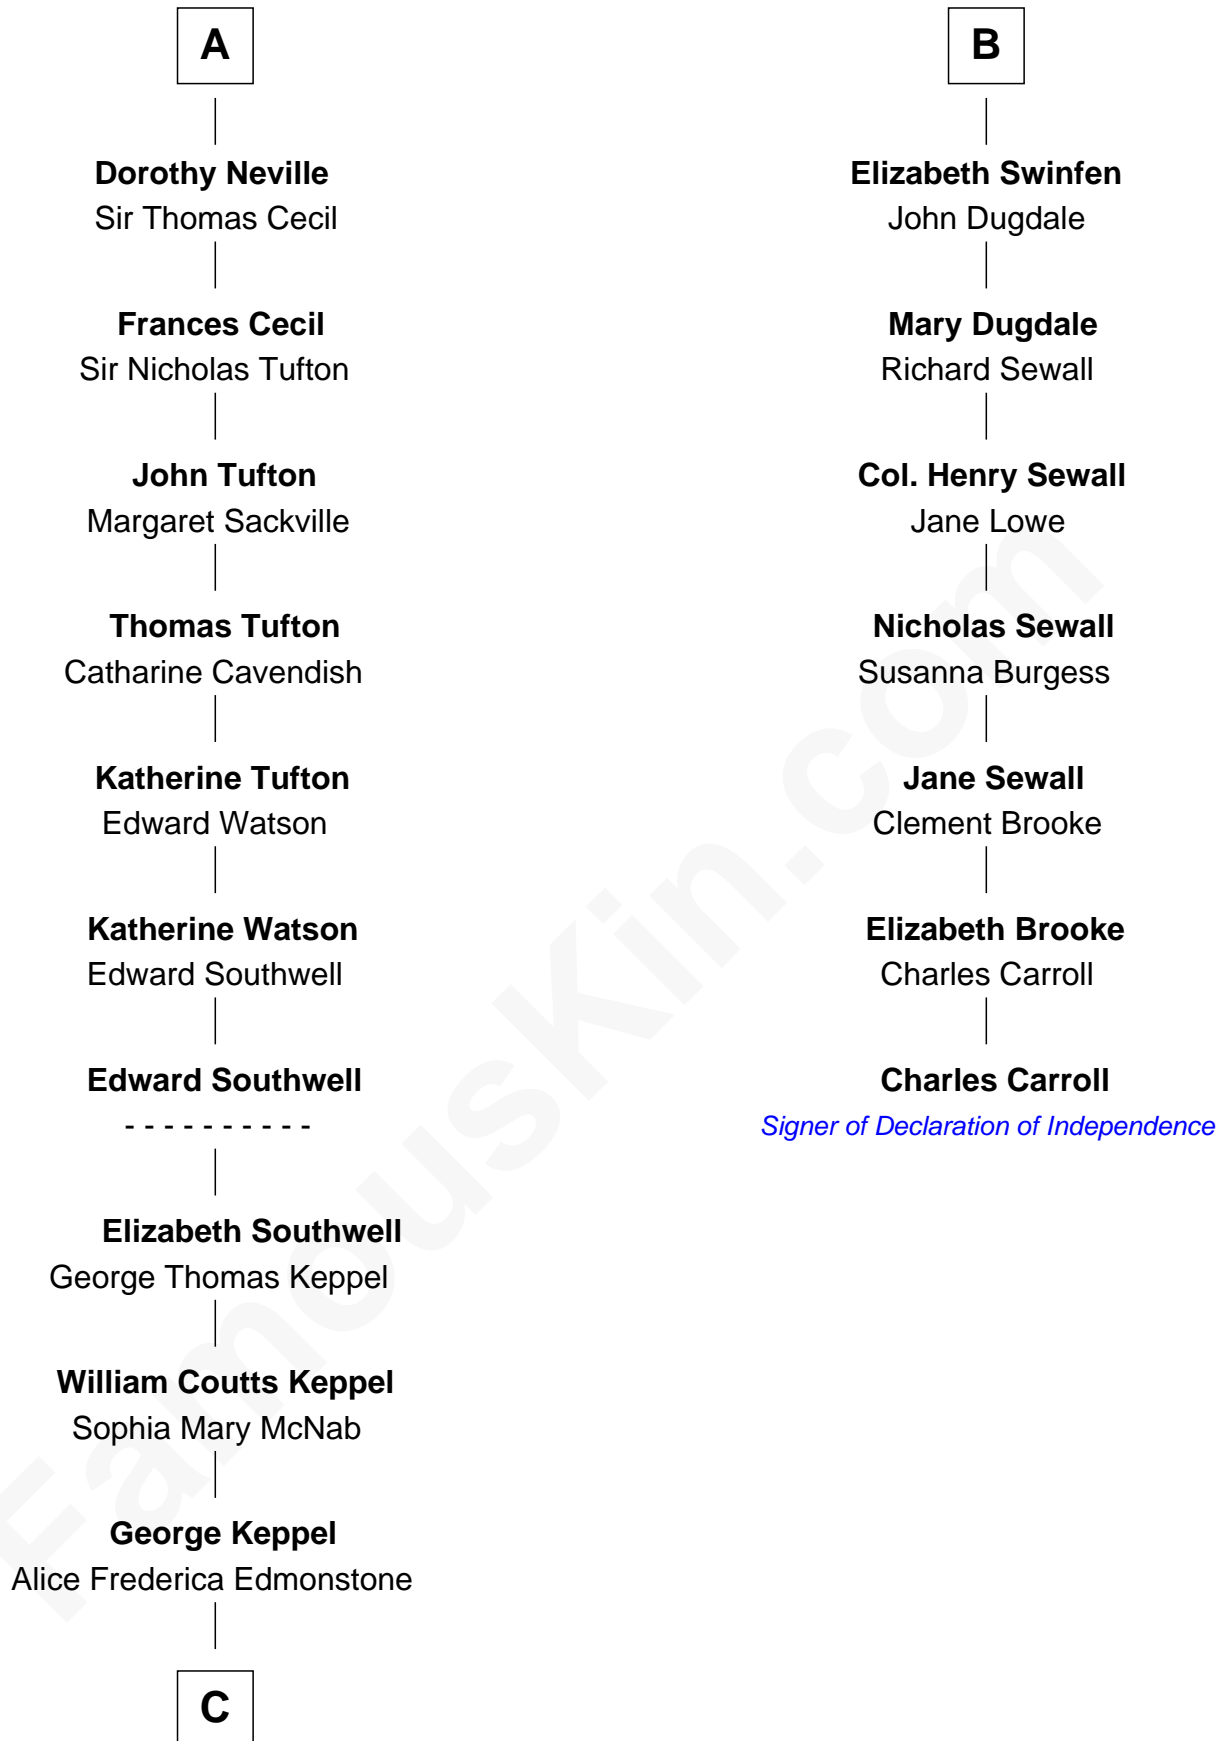 A
Dorothy Neville
Sir Thomas Cecil
Frances Cecil
Sir Nicholas Tufton
John Tufton
Margaret Sackville
Thomas Tufton
Catharine Cavendish
Katherine Tufton
Edward Watson
Katherine Watson
Edward Southwell
Edward Southwell
- - - - - - - - - -
Elizabeth Southwell
George Thomas Keppel
William Coutts Keppel
Sophia Mary McNab
George Keppel
Alice Frederica Edmonstone
C
B
Elizabeth Swinfen
John Dugdale
Mary Dugdale
Richard Sewall
Col. Henry Sewall
Jane Lowe
Nicholas Sewall
Susanna Burgess
Jane Sewall
Clement Brooke
Elizabeth Brooke
Charles Carroll
Charles Carroll
Signer of Declaration of Independence
FamousKin.com